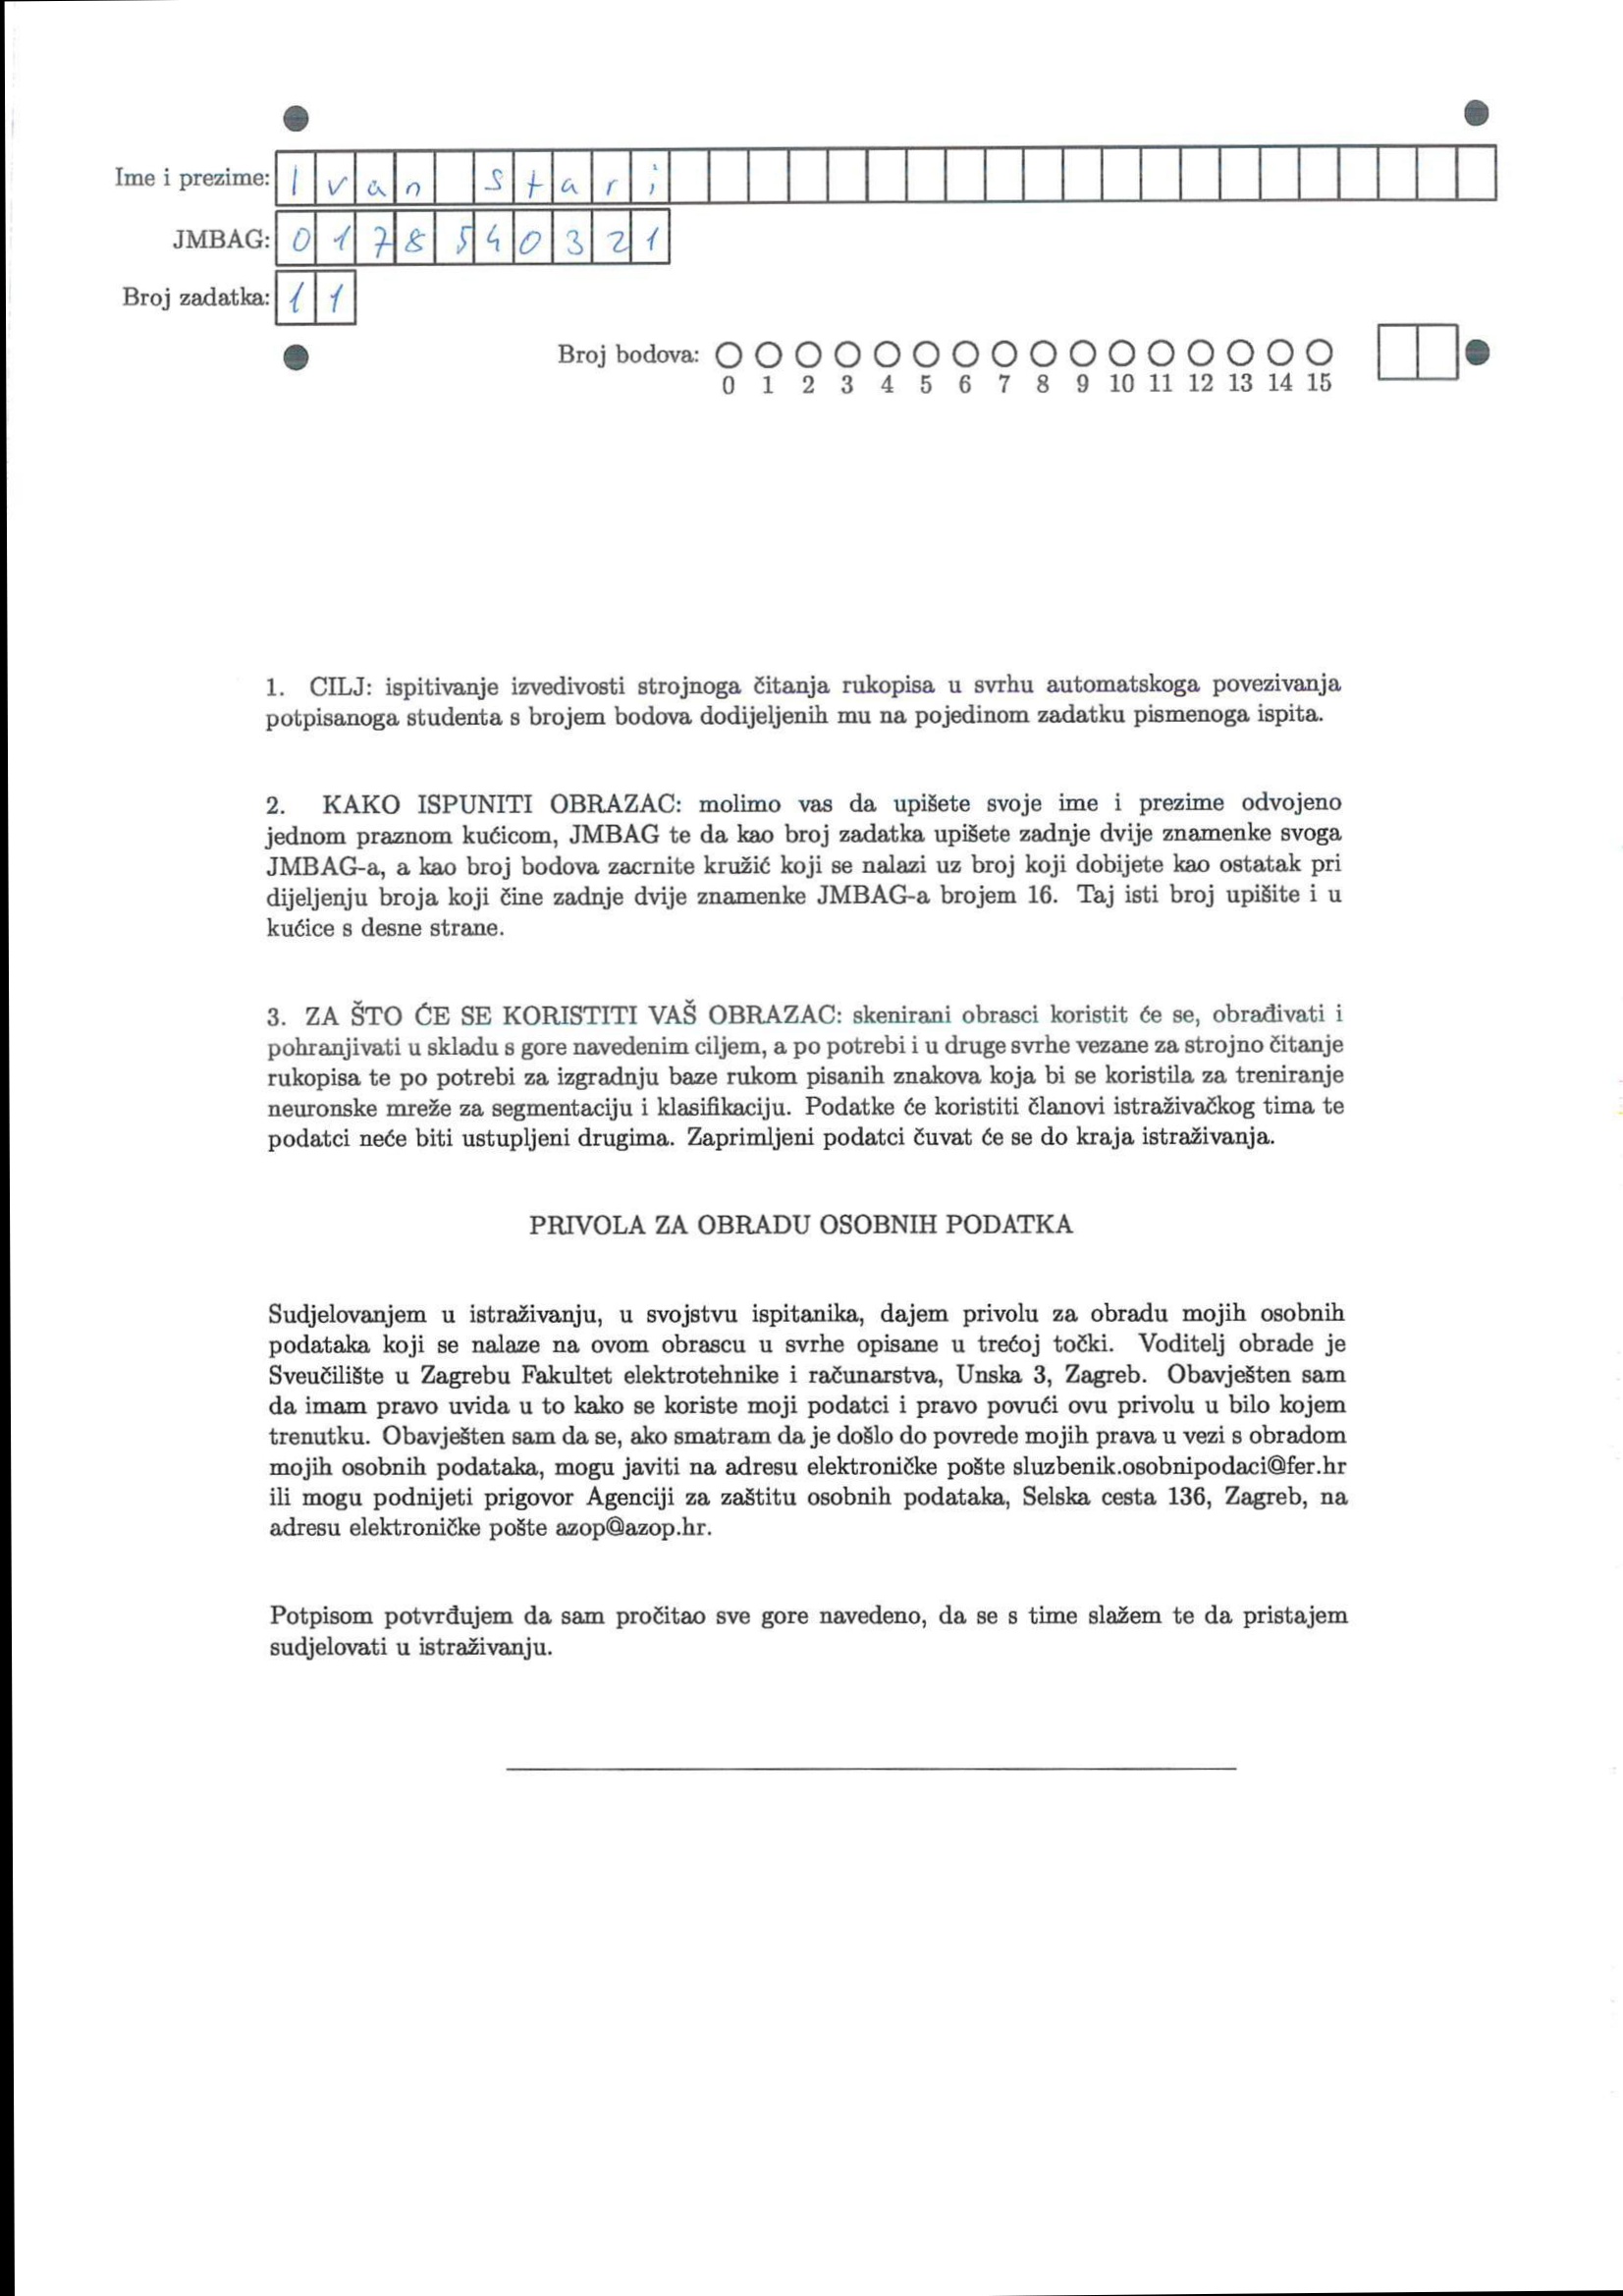 Ime i prezime: Ivan Stari
JMBAG: 0178540321
Broj zadatka: 11
Broj bodova:
0 1 2 3 4 5 6 7 8 9 10 11 12 13 14 15
1. CILJ: ispitivanje izvedivosti strojnoga čitanja rukopisa u svrhu automatskoga povezivanja
potpisanoga studenta s brojem bodova dodijeljenih mu na pojedinom zadatku pismenoga ispita.
2. KAKO ISPUNITI OBRAZAC: molimo vas da upišete svoje ime i prezime odvojeno
jednom praznom kućicom, JMBAG te da kao broj zadatka upišete zadnje dvije znamenke svoga
JMBAG-a, a kao broj bodova zacrnite kružić koji se nalazi uz broj koji dobijete kao ostatak pri
dijeljenju broja koji čine zadnje dvije znamenke JMBAG-a brojem 16. Taj isti broj upišite i u
kućice s desne strane.
3. ZA ŠTO ĆE SE KORISTITI VAŠ OBRAZAC: skenirani obrasci koristit će se, obrađivati i
pohranjivati u skladu s gore navedenim ciljem, a po potrebi i u druge svrhe vezane za strojno čitanje
rukopisa te po potrebi za izgradnju baze rukom pisanih znakova koja bi se koristila za treniranje
neuronske mreže za segmentaciju i klasifikaciju. Podatke će koristiti članovi istraživačkog tima te
podatci neće biti ustupljeni drugima. Zaprimljeni podatci čuvat će se do kraja istraživanja.
PRIVOLA ZA OBRADU OSOBNIH PODATKA
Sudjelovanjem u istraživanju, u svojstvu ispitanika, dajem privolu za obradu mojih osobnih
podataka koji se nalaze na ovom obrascu u svrhe opisane u trećoj točki. Voditelj obrade je
Sveučilište u Zagrebu Fakultet elektrotehnike i računarstva, Unska 3, Zagreb. Obavješten sam
da imam pravo uvida u to kako se koriste moji podatci i pravo povući ovu privolu u bilo kojem
trenutku. Obavješten sam da se, ako smatram da je došlo do povrede mojih prava u vezi s obradom
mojih osobnih podataka, mogu javiti na adresu elektroničke pošte sluzbenik.osobnipodaci@fer.hr
ili mogu podnijeti prigovor Agenciji za zaštitu osobnih podataka, Selska cesta 136, Zagreb, na
adresu elektroničke pošte azop@azop.hr.
Potpisom potvrđujem da sam pročitao sve gore navedeno, da se s time slažem te da pristajem
sudjelovati u istraživanju.